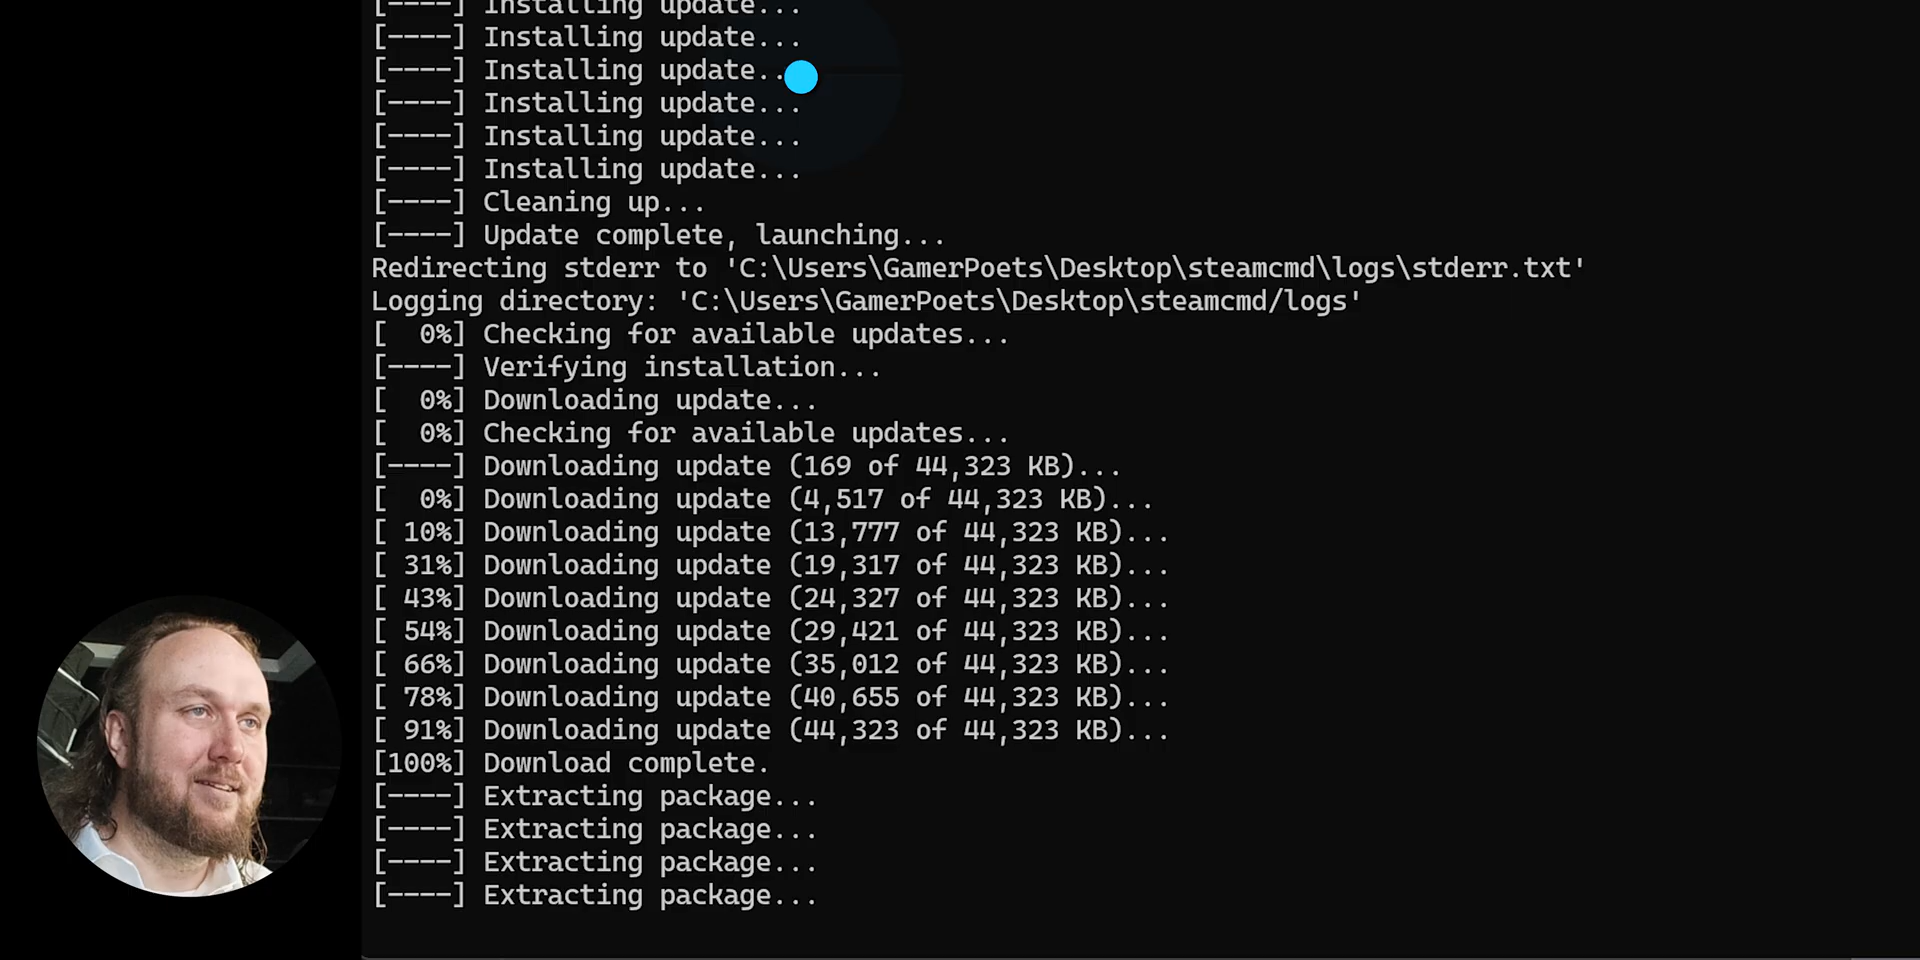 [----] Installing update...
[----] Installing update...
[----] Installing update..
[----] Installing update...
[----] Installing update...
[----] Installing update...
[----] Cleaning up...
[----] Update complete, launching...
Redirecting stderr to 'C:\Users\GamerPoets\Desktop\steamcmd\logs\stderr.txt'
Logging directory: 'C:\Users\GamerPoets\Desktop\steamcmd/logs'
[  0%] Checking for available updates...
[----] Verifying installation...
[  0%] Downloading update...
[  0%] Checking for available updates...
[----] Downloading update (169 of 44,323 KB)...
[  0%] Downloading update (4,517 of 44,323 KB)...
[ 10%] Downloading update (13,777 of 44,323 KB)...
[ 31%] Downloading update (19,317 of 44,323 KB)...
[ 43%] Downloading update (24,327 of 44,323 KB)...
[ 54%] Downloading update (29,421 of 44,323 KB)...
[ 66%] Downloading update (35,012 of 44,323 KB)...
[ 78%] Downloading update (40,655 of 44,323 KB)...
[ 91%] Downloading update (44,323 of 44,323 KB)...
[100%] Download complete.
[----] Extracting package...
[----] Extracting package...
[----] Extracting package...
[----] Extracting package...